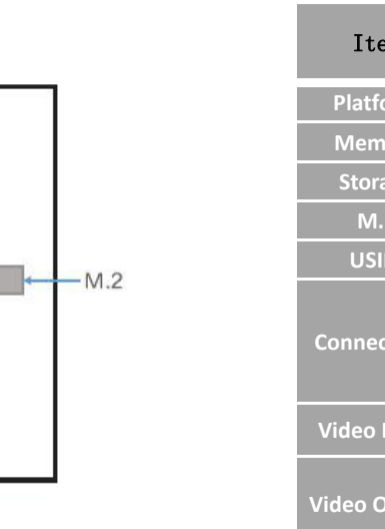 M.2
Ite
Platfo
Mem
Stora
M.
USI
Connec
Video
Video O